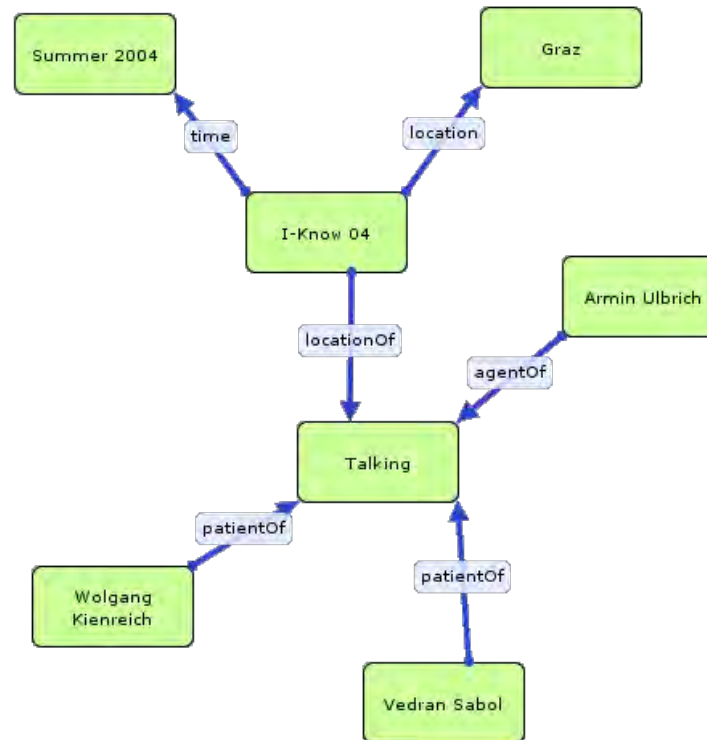 Summer 2004
Graz
time
location
I-Know 04
Armin Ulbrich
locationOf
agentOf
Talking
patientOf
patientOf
Wolgang
Kienreich
Vedran Sabol